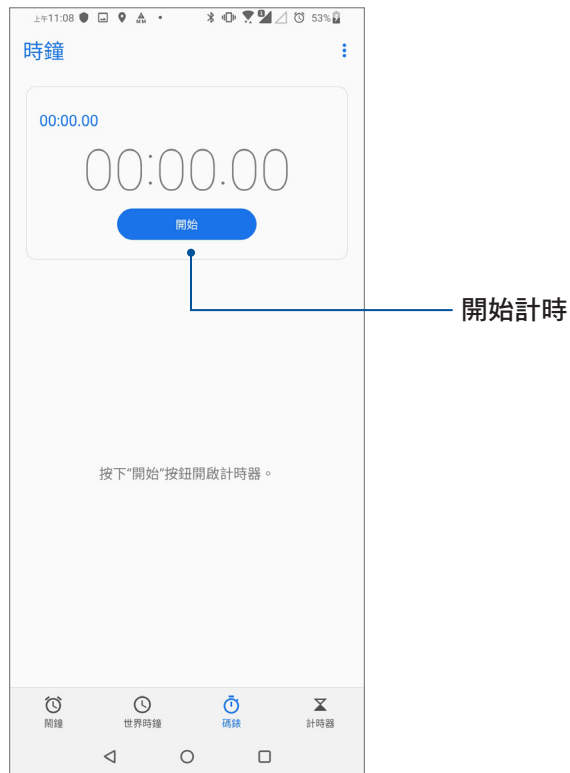 上午11:08 53%
時鐘
00:00.00
00:00.00
開始
開始計時
按下"開始"按鈕開啟計時器。
鬧鐘 世界時鐘 碼錶 計時器